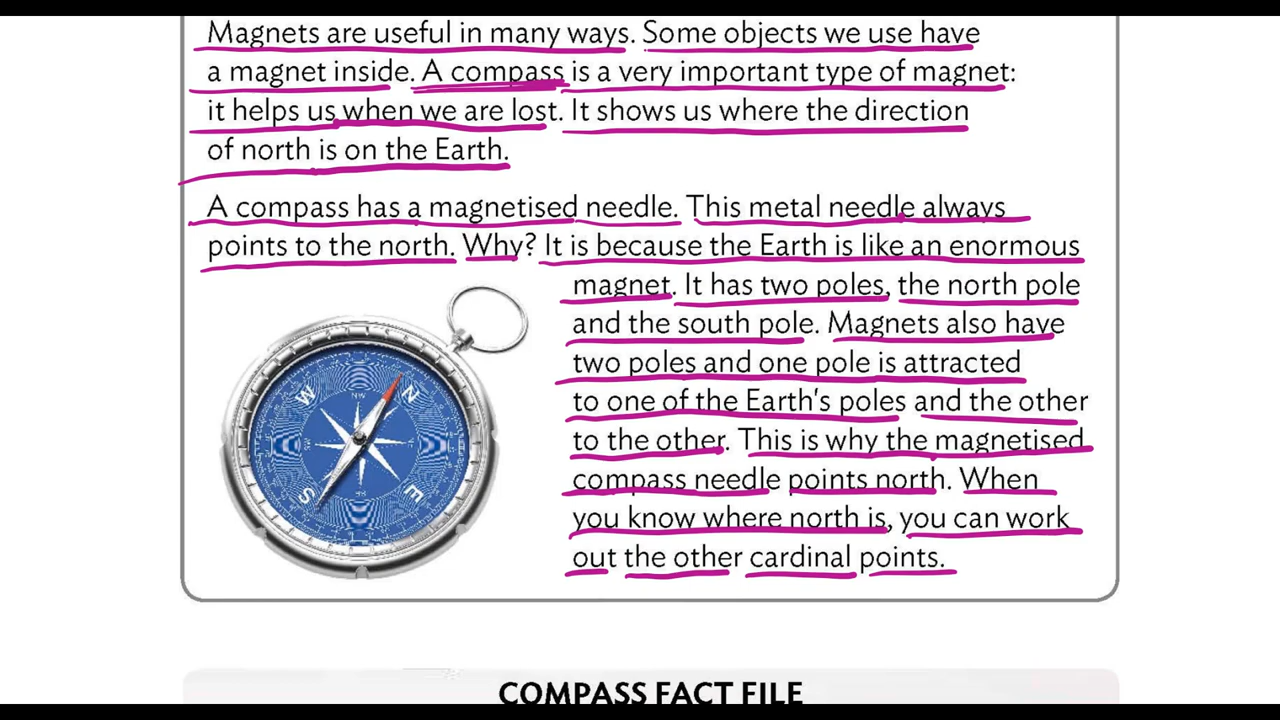 Magnets are useful in many ways. Some objects we use have
a magnet inside. A compass is a very important type of magnet:
it helps us when we are lost. It shows us where the direction
of north is on the Earth.
A compass has a magnetised needle. This metal needle always
points to the north. Why? It is because the Earth is like an enormous
magnet. It has two poles, the north pole
and the south pole. Magnets also have
two poles and one pole is attracted
to one of the Earth's poles and the other
to the other. This is why the magnetised
compass needle points north. When
you know where north is, you can work
out the other cardinal points.
W
NW
N
S
E
COMPASS FACT FILE